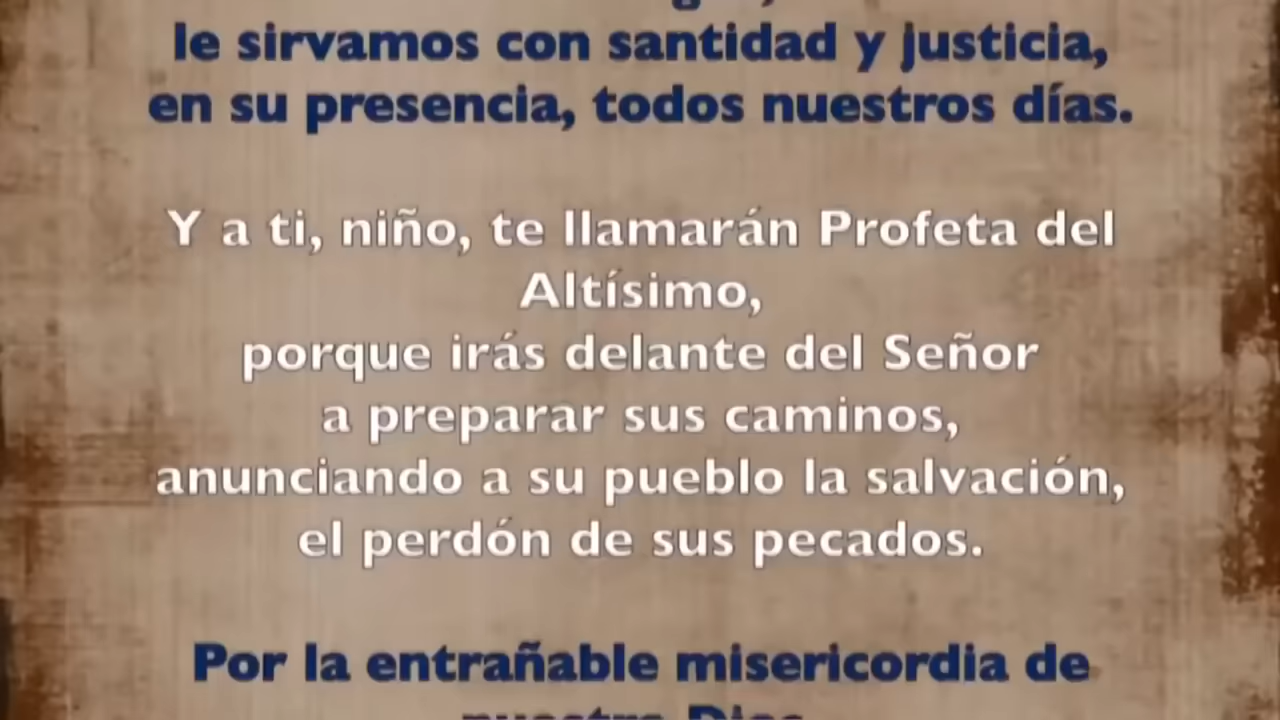 le sirvamos con santidad y justicia,
en su presencia, todos nuestros días.
Y a ti, niño, te llamarán Profeta del
Altísimo,
porque irás delante del Señor
a preparar sus caminos,
anunciando a su pueblo la salvación,
el perdón de sus pecados.
Por la entrañable misericordia de
nuestro Dios